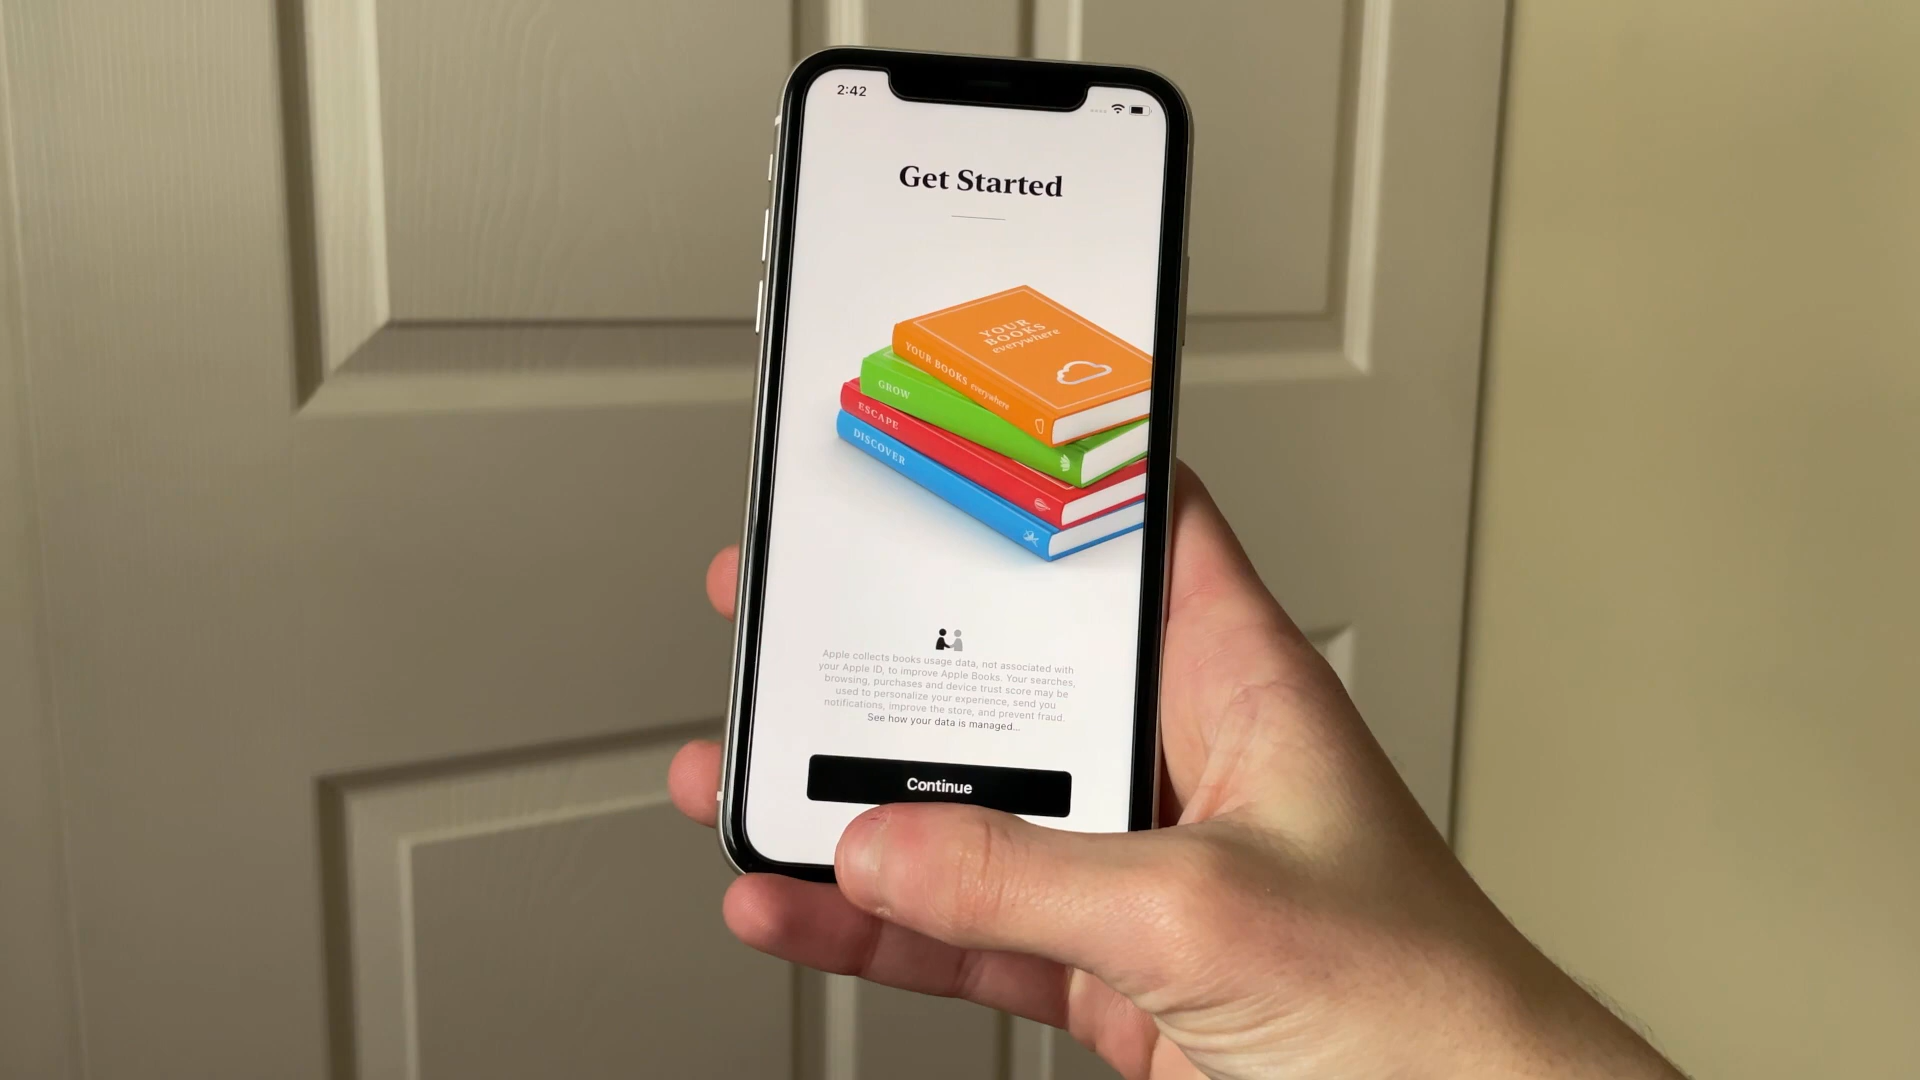 2:42
Get Started
YOUR
BOOKS
everywhere
YOUR BOOKS everywhere
GROW
ESCAPE
DISCOVER
Apple collects books usage data, not associated with
your Apple ID, to improve Apple Books. Your searches,
browsing, purchases and device trust score may be
used to personalize your experience, send you
notifications, improve the store, and prevent fraud.
See how your data is managed...
Continue